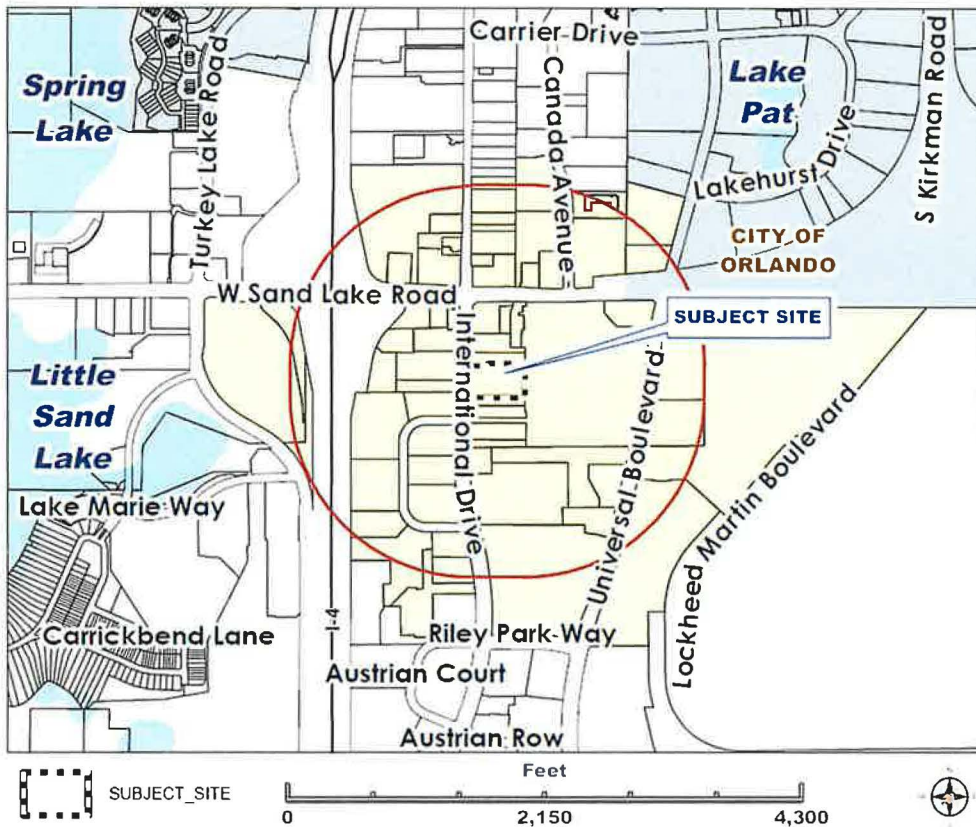 Carrier Drive
Spring
Lake
Turkey Lake Road
Canada Avenue
Lake
Pat
Lakehurst Drive
S Kirkman Road
CITY OF
ORLANDO
W Sand Lake Road
SUBJECT SITE
International Drive
Little
Sand
Lake
Universal Boulevard
Lockheed Martin Boulevard
Lake Marie Way
I-4
Carrickbend Lane
Riley Park Way
Austrian Court
Austrian Row
Feet
SUBJECT_SITE
0
2,150
4,300